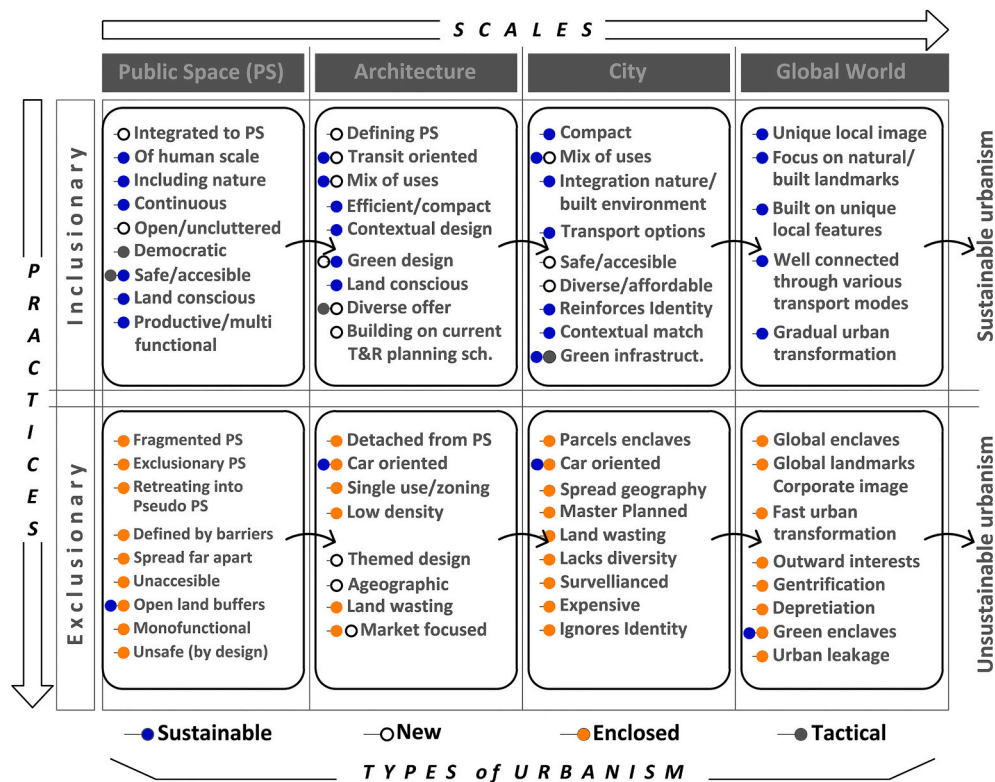 SCALES
Public Space (PS)
Architecture
City
Global World
PRACTICES
Inclusionary
Integrated to PS
Of human scale
Including nature
Continuous
Open/uncluttered
Democratic
Safe/accesible
Land conscious
Productive/multi
functional
Defining PS
Transit oriented
Mix of uses
Efficient/compact
Contextual design
Green design
Land conscious
Diverse offer
Building on current
T&R planning sch.
Compact
Mix of uses
Integration nature/
built environment
Transport options
Safe/accesible
Diverse/affordable
Reinforces Identity
Contextual match
Green infrastruct.
Unique local image
Focus on natural/
built landmarks
Built on unique
local features
Well connected
through various
transport modes
Gradual urban
transformation
Sustainable urbanism
Exclusionary
Fragmented PS
Exclusionary PS
Retreating into
Pseudo PS
Defined by barriers
Spread far apart
Unaccesible
Open land buffers
Monofunctional
Unsafe (by design)
Detached from PS
Car oriented
Single use/zoning
Low density
Themed design
Ageographic
Land wasting
Market focused
Parcels enclaves
Car oriented
Spread geography
Master Planned
Land wasting
Lacks diversity
Survellianced
Expensive
Ignores Identity
Global enclaves
Global landmarks
Corporate image
Fast urban
transformation
Outward interests
Gentrification
Depretiation
Green enclaves
Urban leakage
Unsustainable urbanism
Sustainable
New
Enclosed
Tactical
TYPES of URBANISM